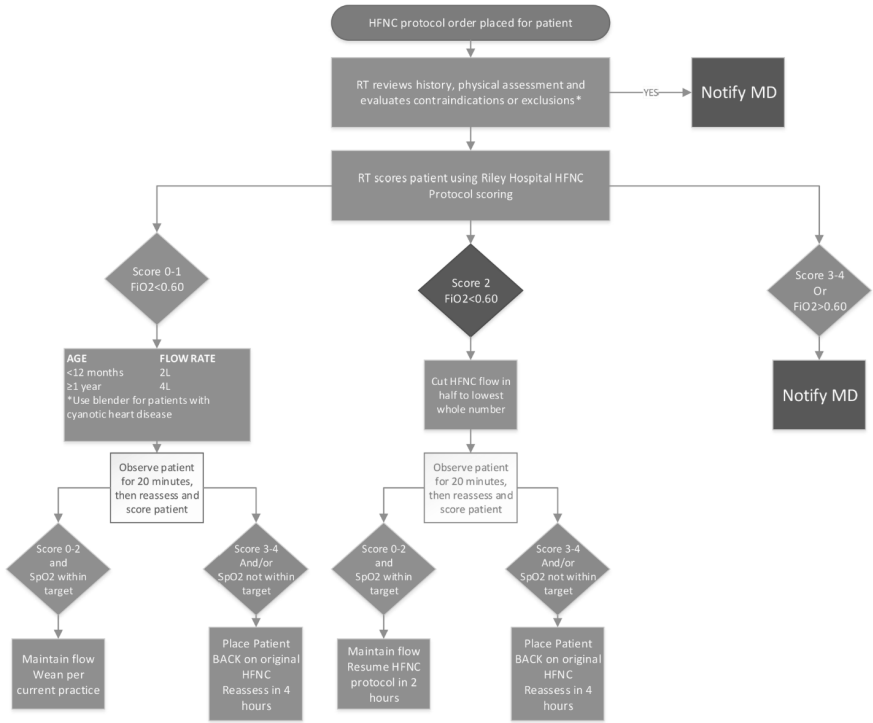 HFNC protocol order placed for patient
RT reviews history, physical assessment and
evaluates contraindications or exclusions*
YES
Notify MD
RT scores patient using Riley Hospital HFNC
Protocol scoring
Score 0-1
FiO2<0.60
Score 2
FiO2<0.60
Score 3-4
Or
FiO2>0.60
AGE FLOW RATE
<12 months 2L
≥1 year 4L
*Use blender for patients with
cyanotic heart disease
Cut HFNC flow in
half to lowest
whole number
Notify MD
Observe patient
for 20 minutes,
then reassess and
score patient
Observe patient
for 20 minutes,
then reassess and
score patient
Score 0-2
and
SpO2 within
target
Score 3-4
And/or
SpO2 not within
target
Score 0-2
and
SpO2 within
target
Score 3-4
And/or
SpO2 not within
target
Maintain flow
Wean per
current practice
Place Patient
BACK on original
HFNC
Reassess in 4
hours
Maintain flow
Resume HFNC
protocol in 2
hours
Place Patient
BACK on original
HFNC
Reassess in 4
hours